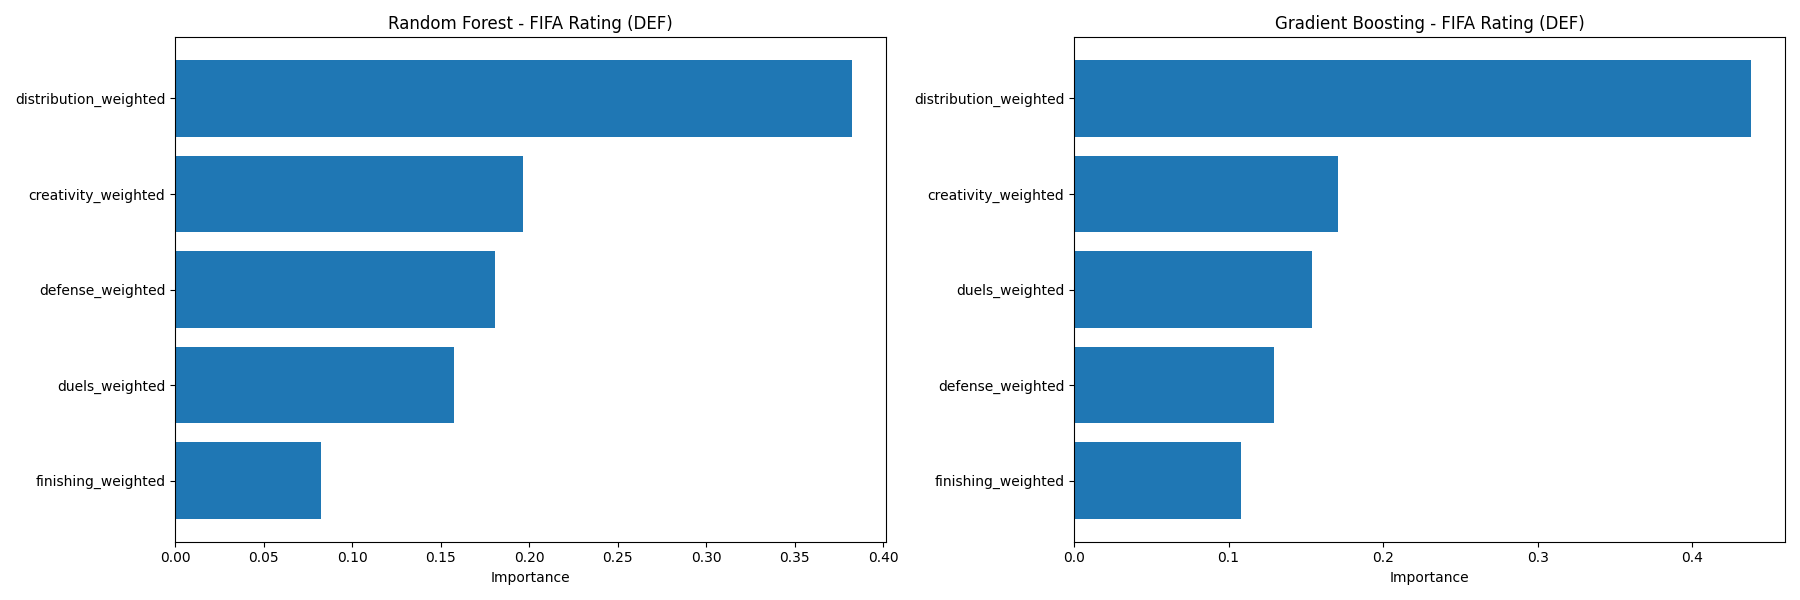 Random Forest - FIFA Rating (DEF)
distribution_weighted
creativity_weighted
defense_weighted
duels_weighted
finishing_weighted
0.00 0.05 0.10 0.15 0.20 0.25 0.30 0.35 0.40
Importance
Gradient Boosting - FIFA Rating (DEF)
distribution_weighted
creativity_weighted
duels_weighted
defense_weighted
finishing_weighted
0.0 0.1 0.2 0.3 0.4
Importance